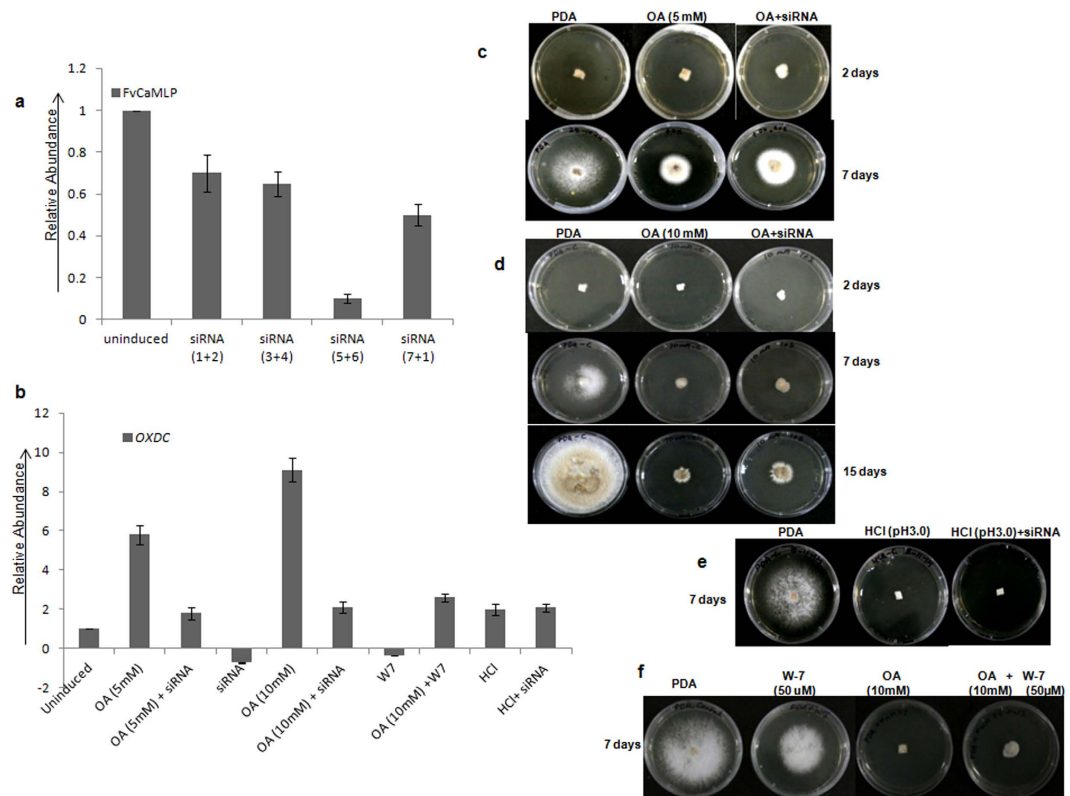 a
Relative Abundance
1.2
1
0.8
0.6
0.4
0.2
0
FvCaMLP
uninduced
siRNA
(1+2)
siRNA
(3+4)
siRNA
(5+6)
siRNA
(7+1)
b
Relative Abundance
12
10
8
6
4
2
0
-2
OXDC
Uninduced
OA (5mM)
OA (5mM) + siRNA
siRNA
OA (10mM)
OA (10mM) + siRNA
W7
OA (10mM) +W7
HCl
HCl+ siRNA
c
PDA
OA (5 mM)
OA+siRNA
2 days
7 days
d
PDA
OA (10 mM)
OA+siRNA
2 days
7 days
15 days
e
PDA
HCl (pH3.0)
HCl (pH3.0)+siRNA
7 days
f
PDA
W-7
(50 uM)
OA
(10mM)
OA + W-7
(10mM) (50µM)
7 days